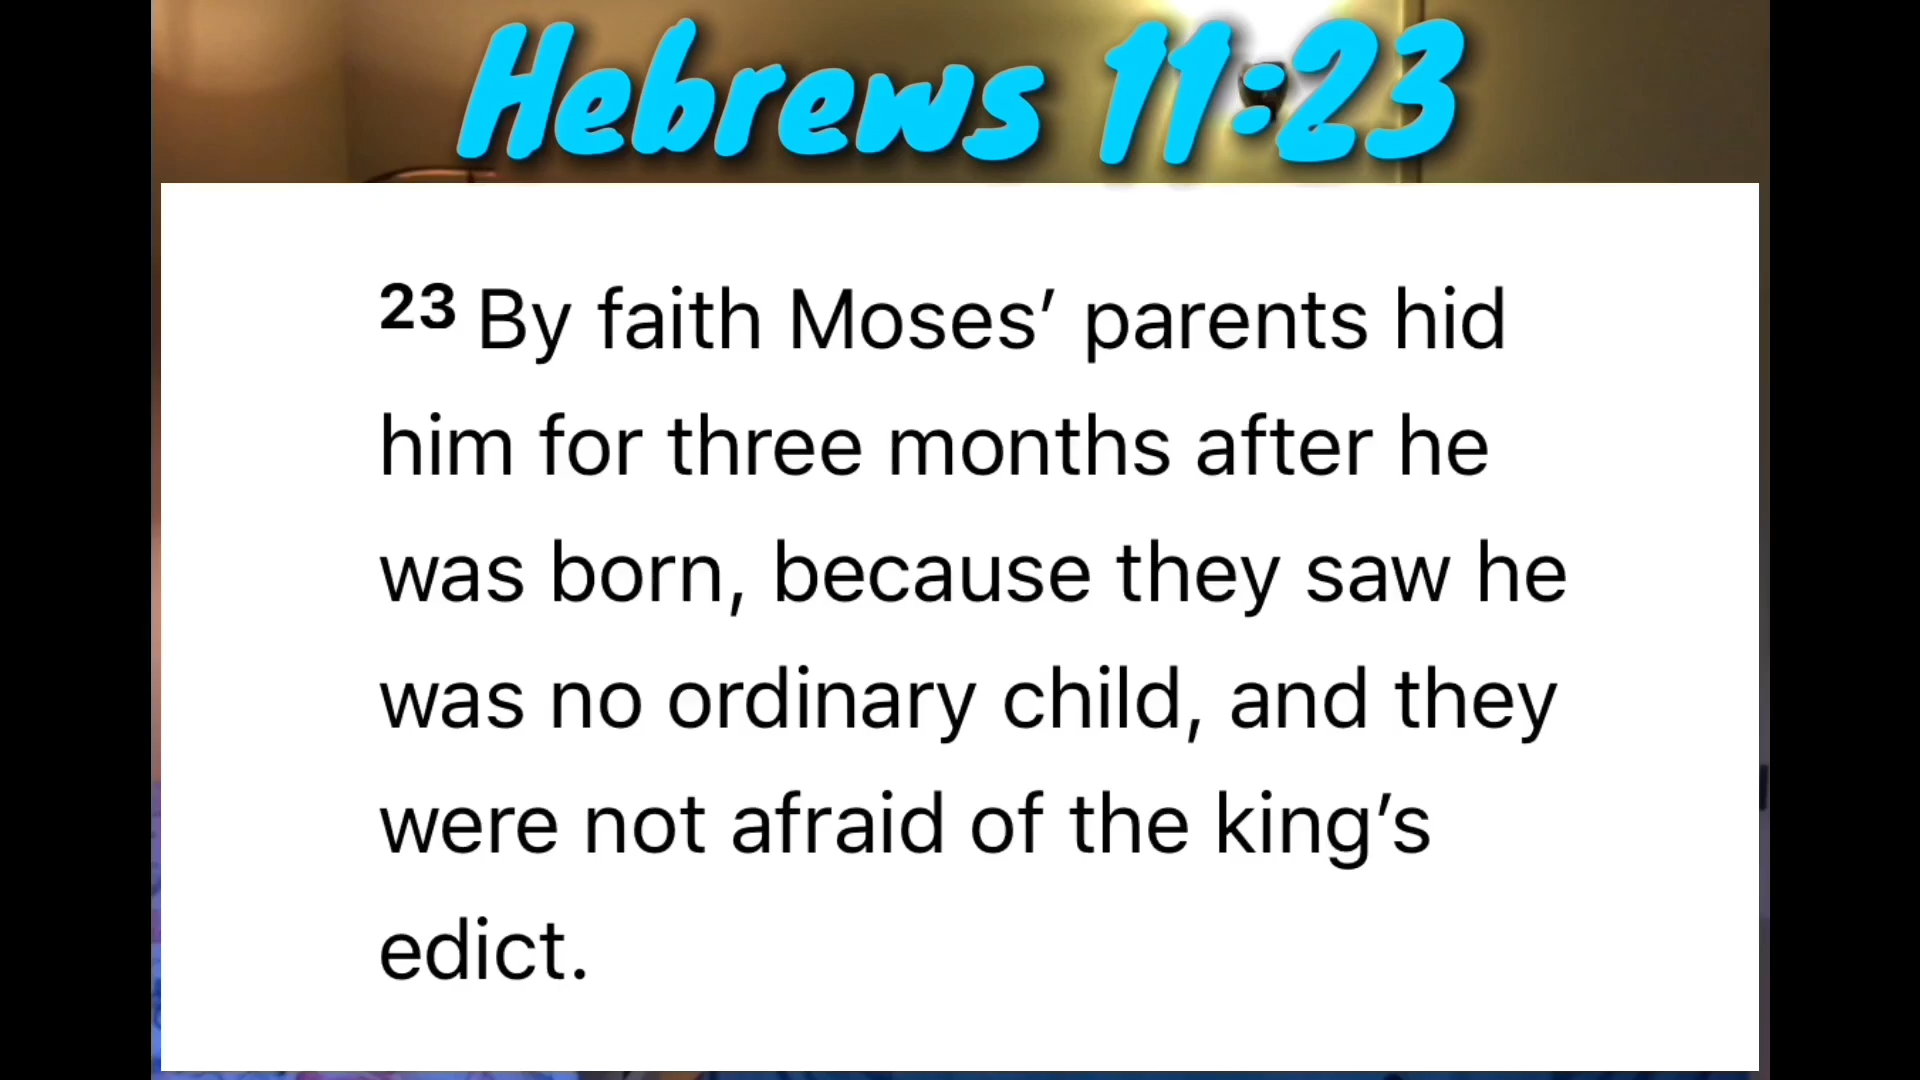 Hebrews 11:23
23 By faith Moses’ parents hid
him for three months after he
was born, because they saw he
was no ordinary child, and they
were not afraid of the king’s
edict.